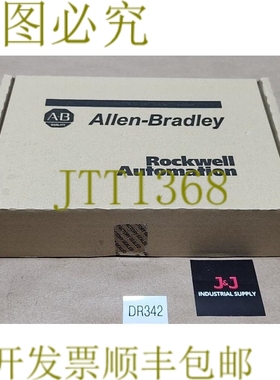 图必究
AB
Allen-Bradley
Rockwell
Automation
JTT1368
J&J
INDUSTRIAL SUPPLY
DR342
开发票顺丰包邮